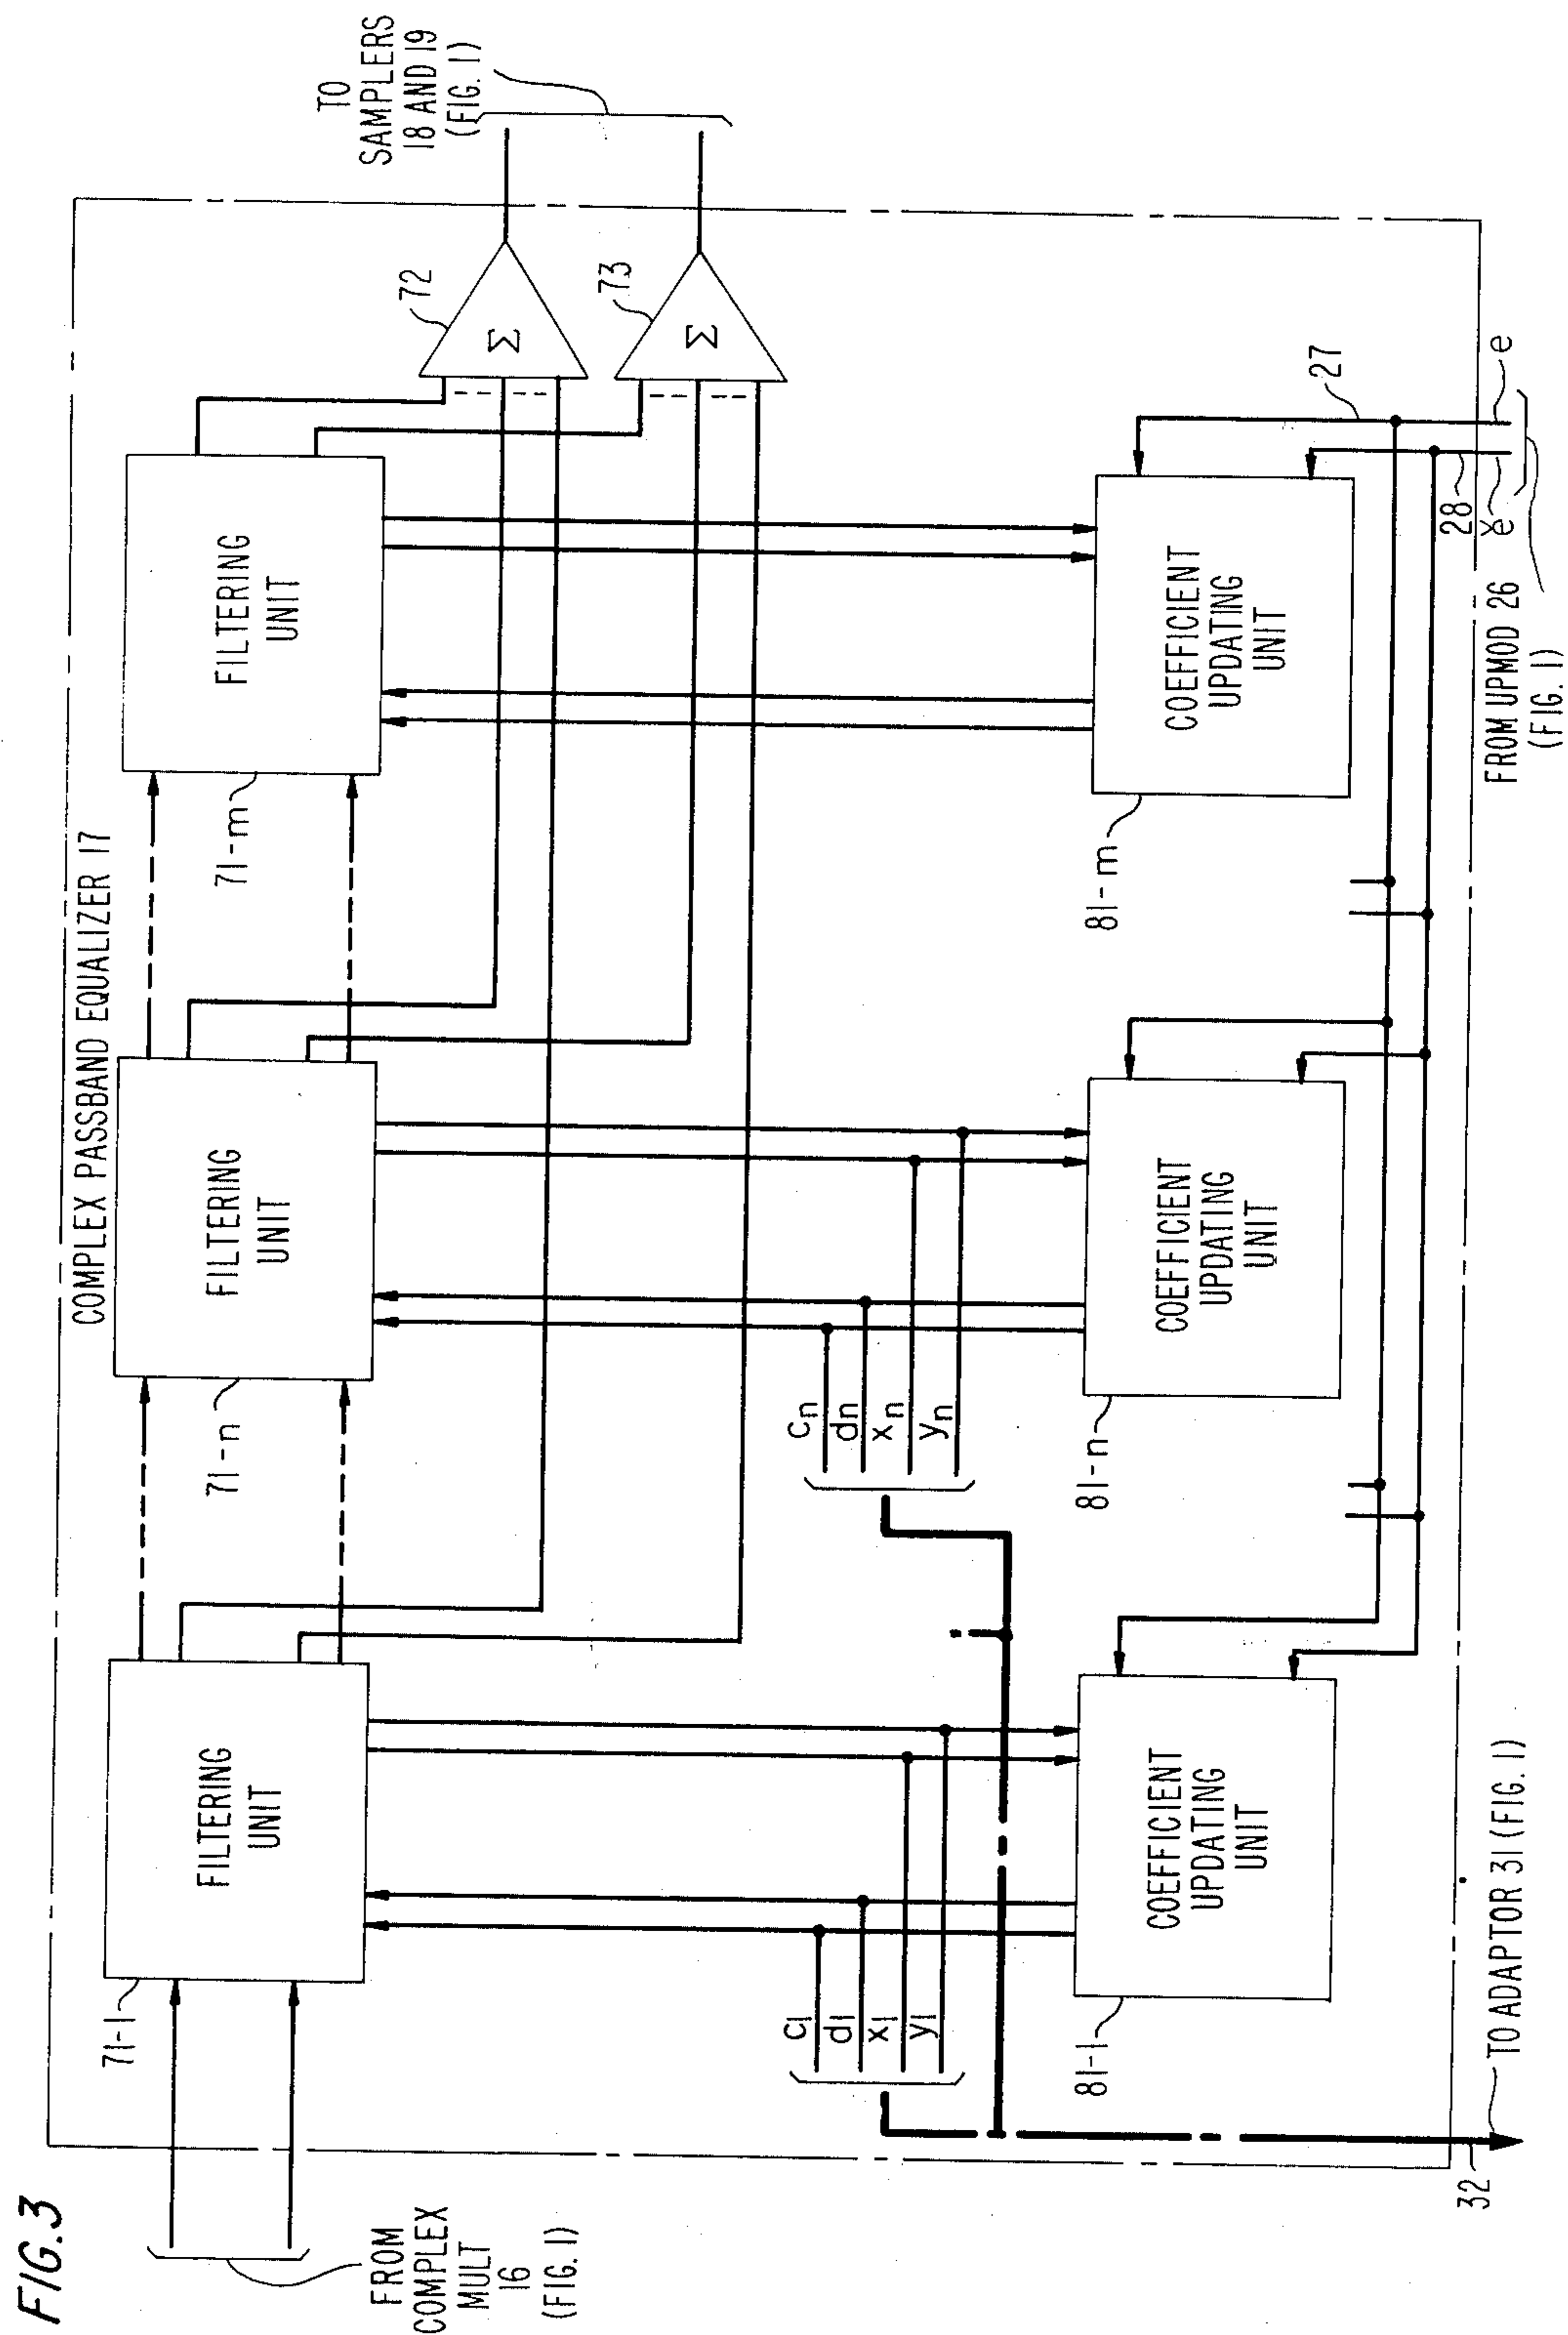 FIG.3
COMPLEX PASSBAND EQUALIZER 17
FROM
COMPLEX
MULT
16
(FIG. 1)
71-1
FILTERING
UNIT
71-n
FILTERING
UNIT
71-m
FILTERING
UNIT
72
Σ
73
Σ
TO
SAMPLERS
18 AND 19
(FIG. 1)
c1
d1
x1
y1
cn
dn
xn
yn
81-1
COEFFICIENT
UPDATING
UNIT
81-n
COEFFICIENT
UPDATING
UNIT
81-m
COEFFICIENT
UPDATING
UNIT
27
28
e
ě
FROM UPMOD 26
(FIG. 1)
32
TO ADAPTOR 31 (FIG. 1)